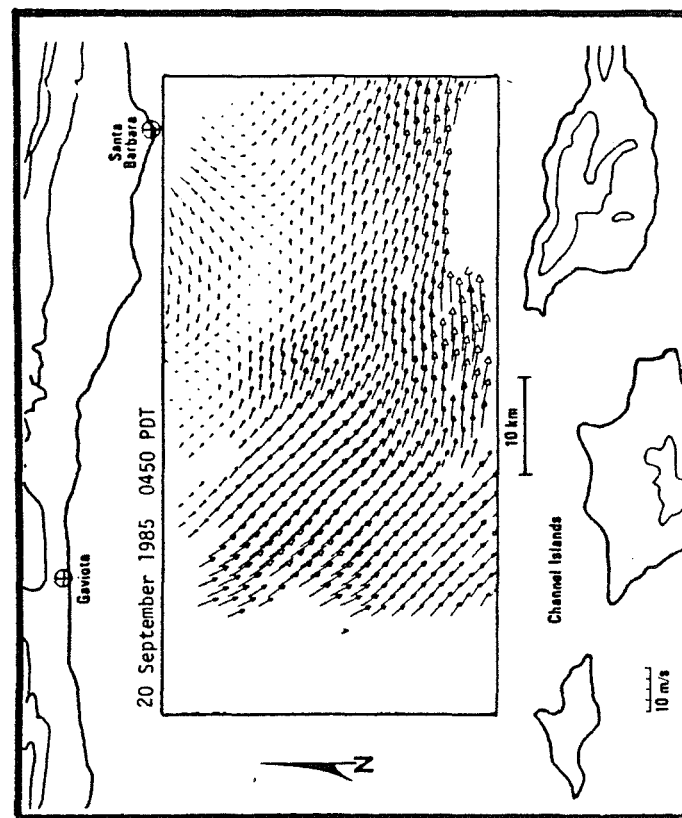 Santa
Barbara
Gaviota
20 September 1985 0450 PDT
10 km
Channel Islands
10 m/s
N